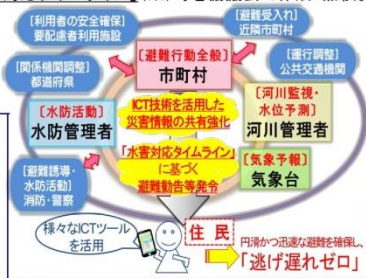 [利用者の安全確保]
要配慮者利用施設
[避難受入れ]
近隣市町村
[避難行動全般]
市町村
[関係機関調整]
都道府県
[運行調整]
公共交通機関
ICT技術を活用した
災害情報の共有強化
[水防活動]
水防管理者
[河川監視・
水位予測]
河川管理者
「水害対応タイムライン」
に基づく
避難勧告等発令
[気象予報]
気象台
[避難誘導・
水防活動]
消防・警察
様々なICTツール
を活用
住民
円滑かつ迅速な避難を確保し、
「逃げ遅れゼロ」